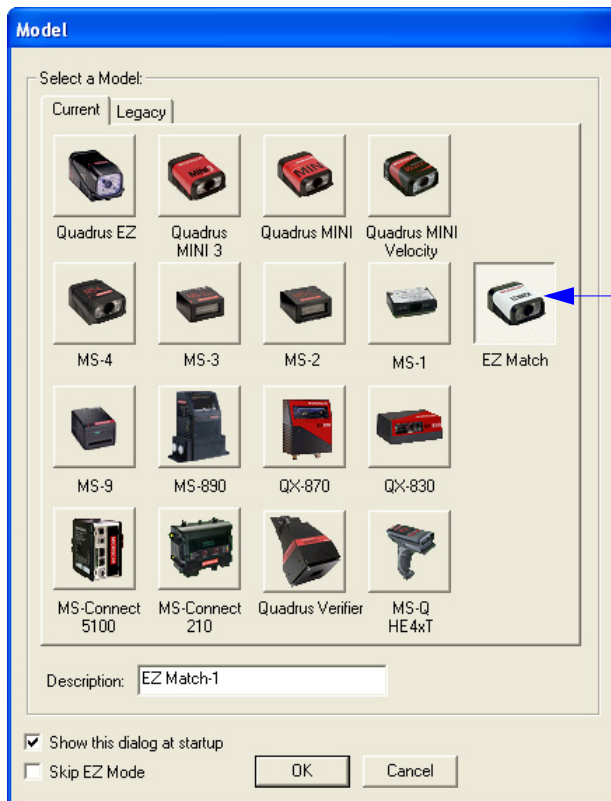 Model
Select a Model:
Current Legacy
Quadrus EZ Quadrus MINI 3 Quadrus MINI Quadrus MINI Velocity
MS-4 MS-3 MS-2 MS-1 EZ Match
MS-9 MS-890 QX-870 QX-830
MS-Connect 5100 MS-Connect 210 Quadrus Verifier MS-Q HE4xT
Description: EZ Match-1
Show this dialog at startup
Skip EZ Mode OK Cancel